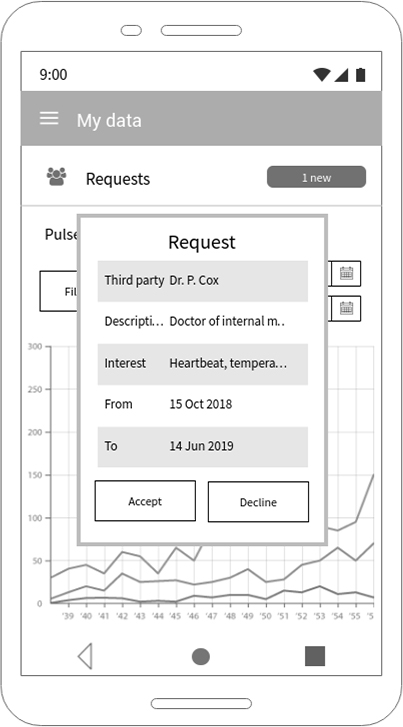 9:00
My data
Requests 1 new
Pulse
Request
Third party Dr. P. Cox
Descripti... Doctor of internal m..
Fil
Interest Heartbeat, tempera...
From 15 Oct 2018
To 14 Jun 2019
Accept Decline
300
250
200
150
100
50
0
'39 '40 '41 '42 '43 '44 '45 '46 '47 '48 '49 '50 '51 '52 '53 '54 '55 '5